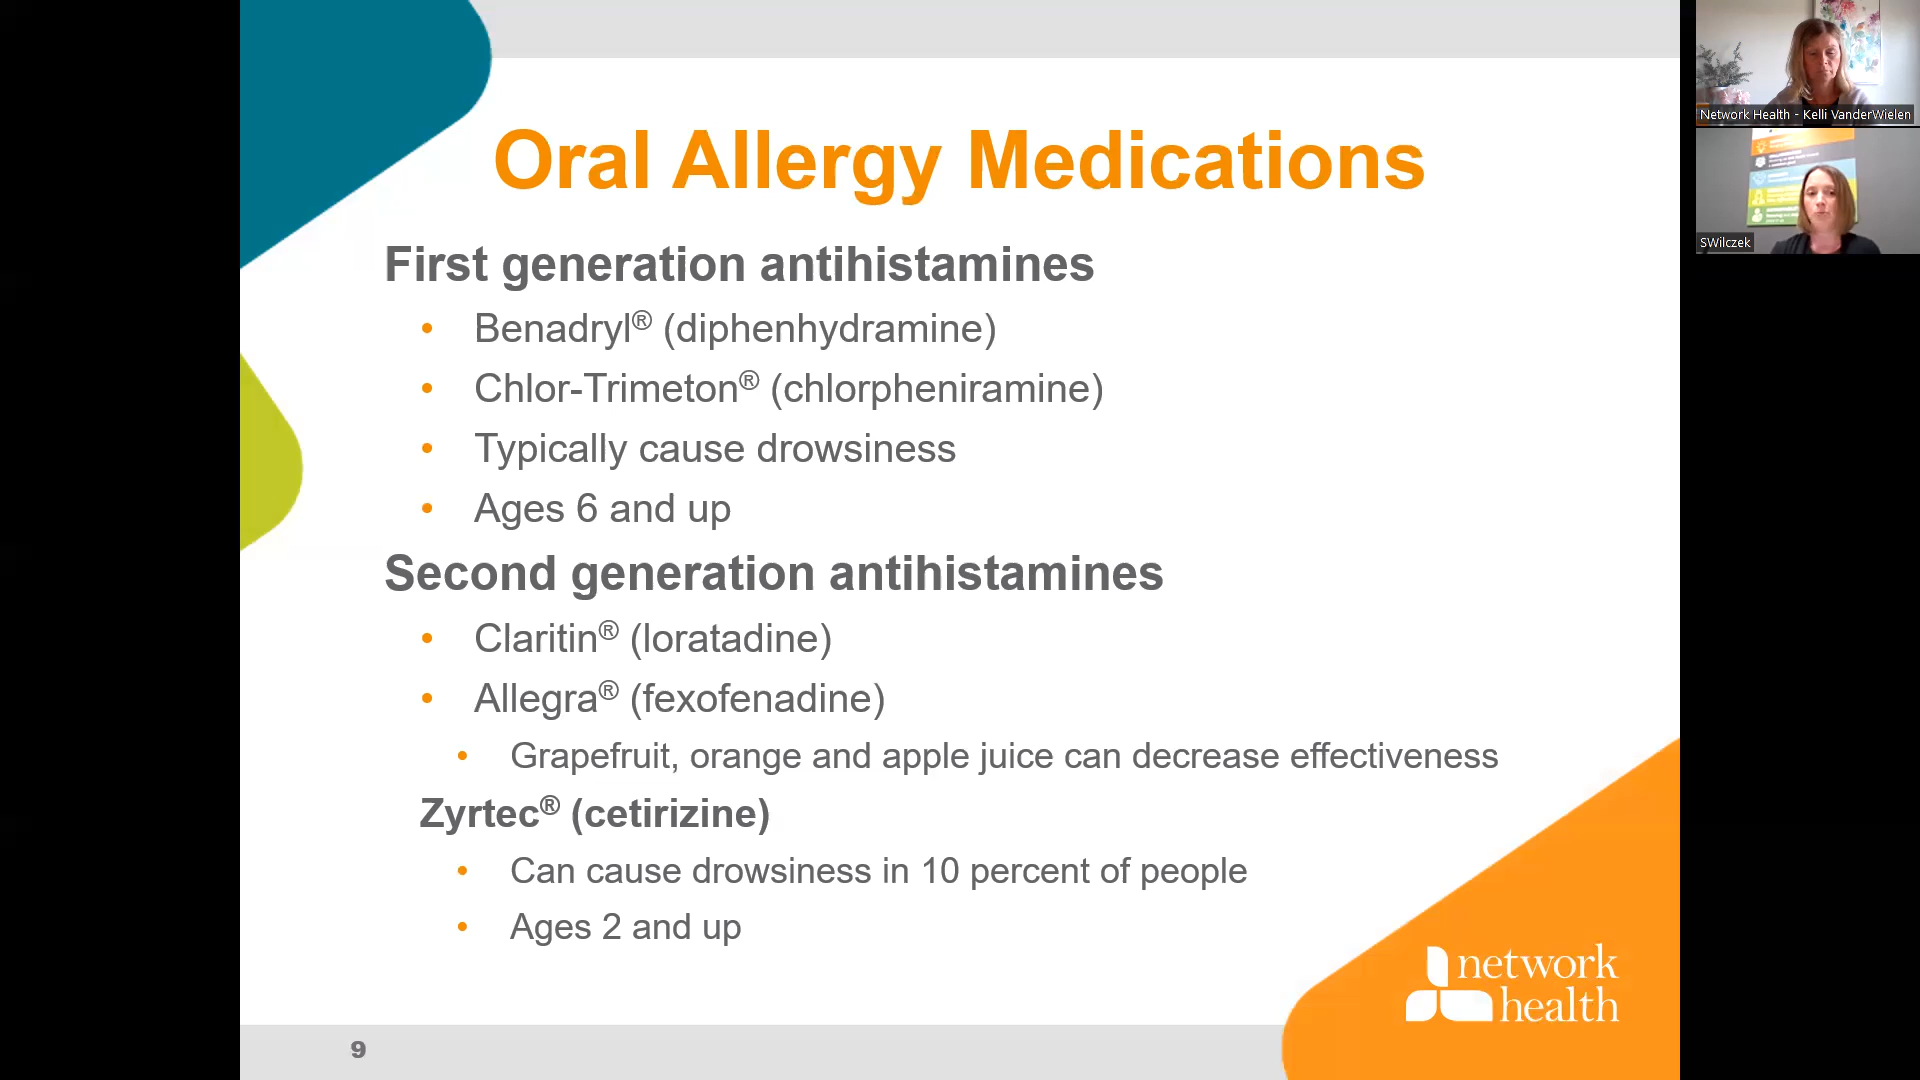 Oral Allergy Medications
First generation antihistamines
• Benadryl® (diphenhydramine)
• Chlor-Trimeton® (chlorpheniramine)
• Typically cause drowsiness
• Ages 6 and up
Second generation antihistamines
• Claritin® (loratadine)
• Allegra® (fexofenadine)
• Grapefruit, orange and apple juice can decrease effectiveness
Zyrtec® (cetirizine)
• Can cause drowsiness in 10 percent of people
• Ages 2 and up
network
health
9
Network Health - Kelli VanderWielen
SWilczek